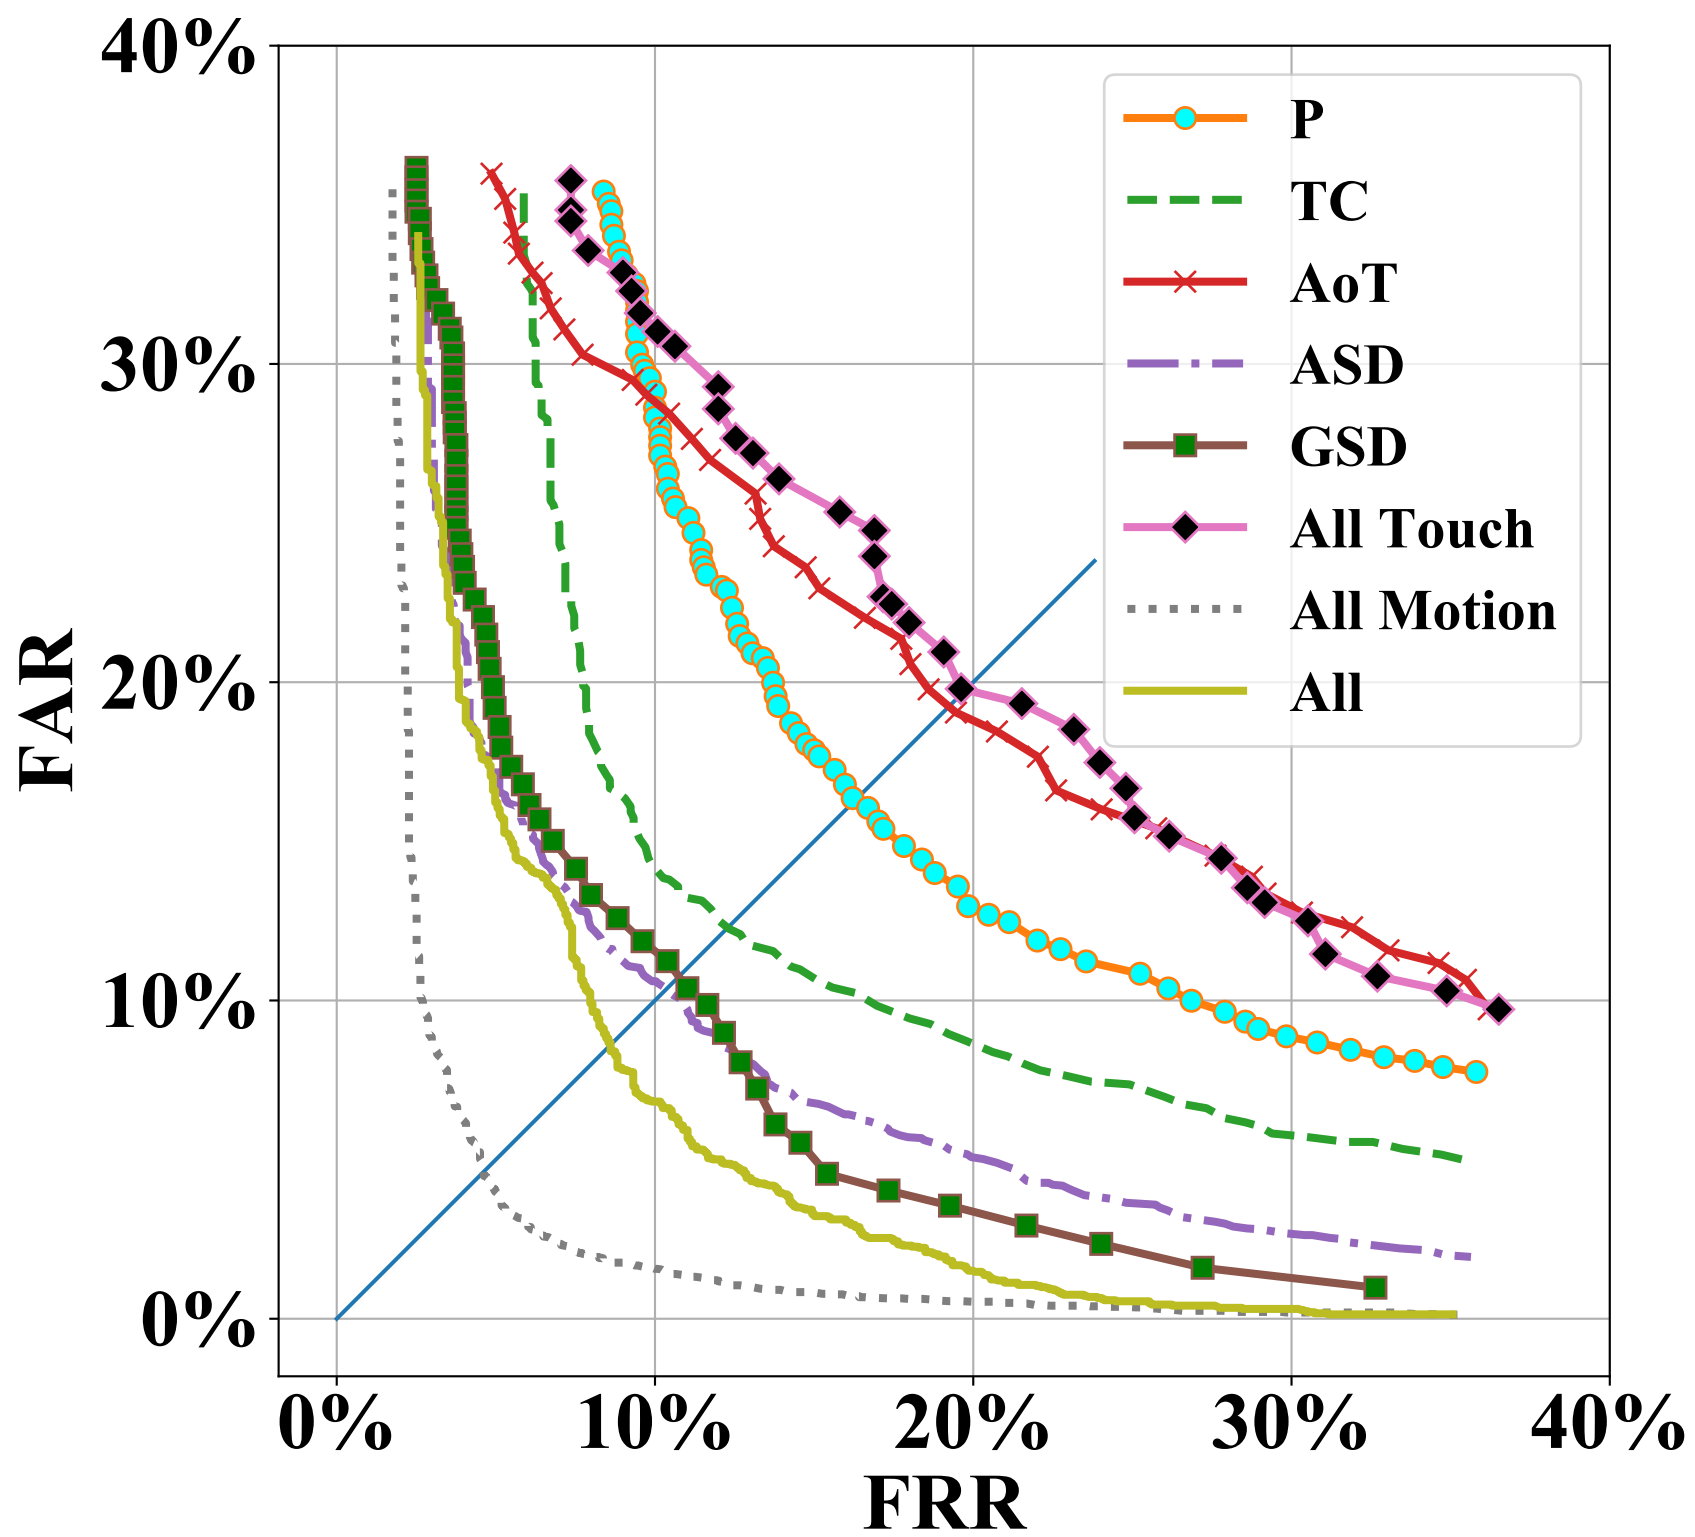 40%
30%
20%
10%
0%
FAR
P
TC
AoT
ASD
GSD
All Touch
All Motion
All
0% 10% 20% 30% 40%
FRR